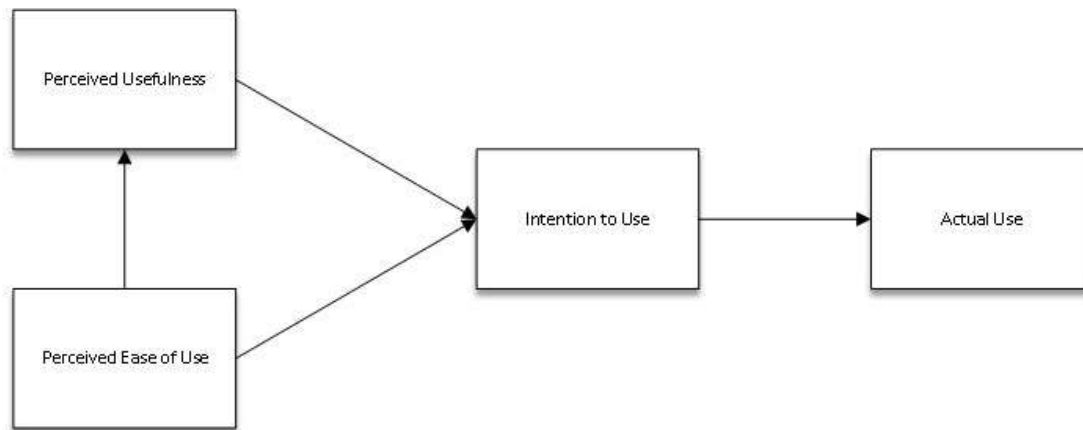 Perceived Usefulness
Intention to Use
Actual Use
Perceived Ease of Use